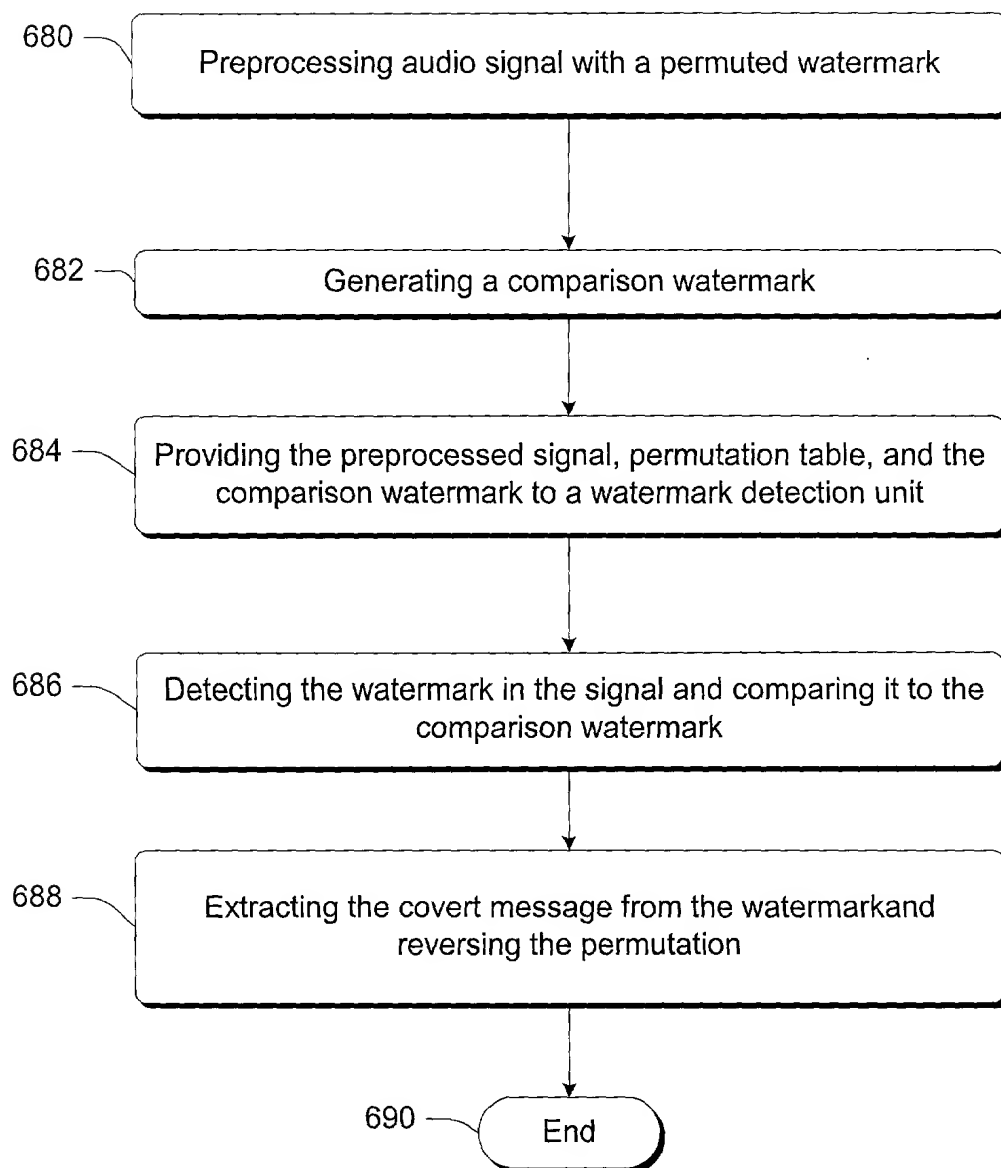 680
Preprocessing audio signal with a permuted watermark
682
Generating a comparison watermark
684
Providing the preprocessed signal, permutation table, and the
comparison watermark to a watermark detection unit
686
Detecting the watermark in the signal and comparing it to the
comparison watermark
688
Extracting the covert message from the watermarkand
reversing the permutation
690
End